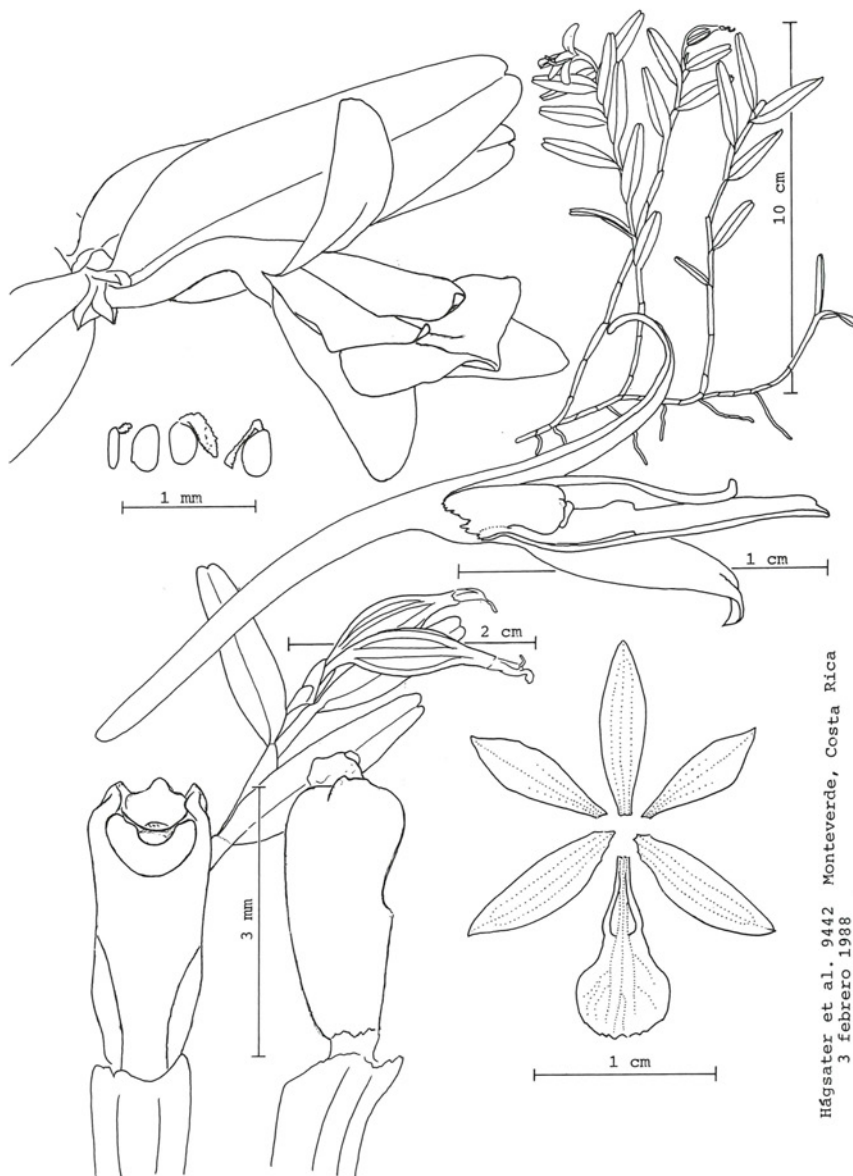 10 cm
1 mm
1 cm
2 cm
3 mm
1 cm
Hágsater et al. 9442 Monteverde, Costa Rica
3 febrero 1988